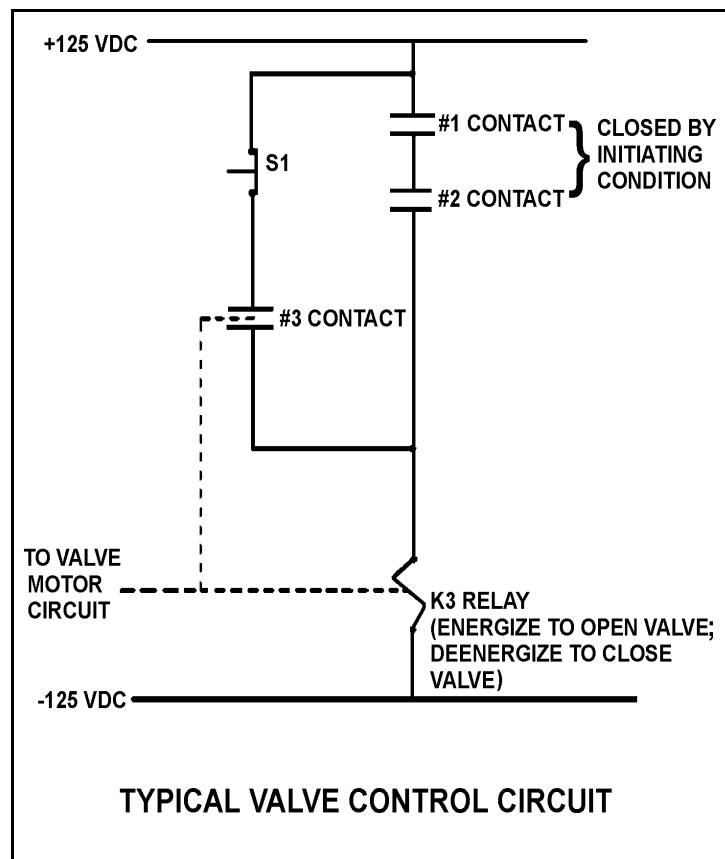 +125 VDC
#1 CONTACT
CLOSED BY
INITIATING
CONDITION
S1
#2 CONTACT
#3 CONTACT
TO VALVE
MOTOR
CIRCUIT
K3 RELAY
(ENERGIZE TO OPEN VALVE;
DEENERGIZE TO CLOSE
VALVE)
-125 VDC
TYPICAL VALVE CONTROL CIRCUIT